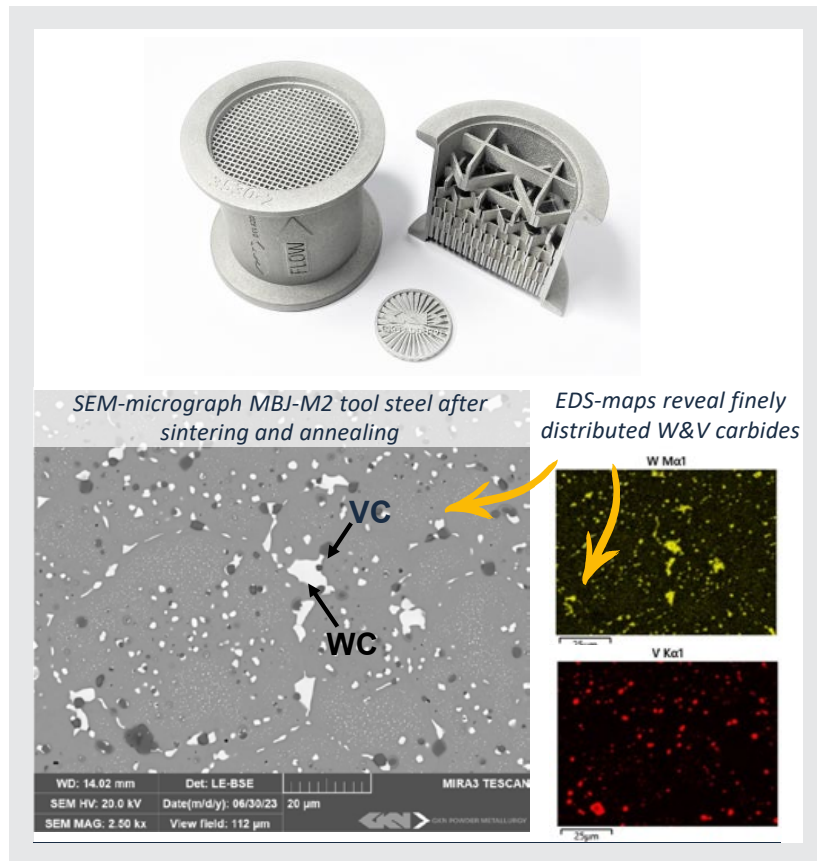 FLOW
SEM-micrograph MBJ-M2 tool steel after
sintering and annealing
EDS-maps reveal finely
distributed W&V carbides
W Mα1
VC
WC
25μm
V Kα1
WD: 14.02 mm
Det: LE-BSE
MIRA3 TESCAN
SEM HV: 20.0 kV
Date(m/d/y): 06/30/23
20 μm
SEM MAG: 2.50 kx
View field: 112 μm
GKN POWDER METALLURGY
25μm